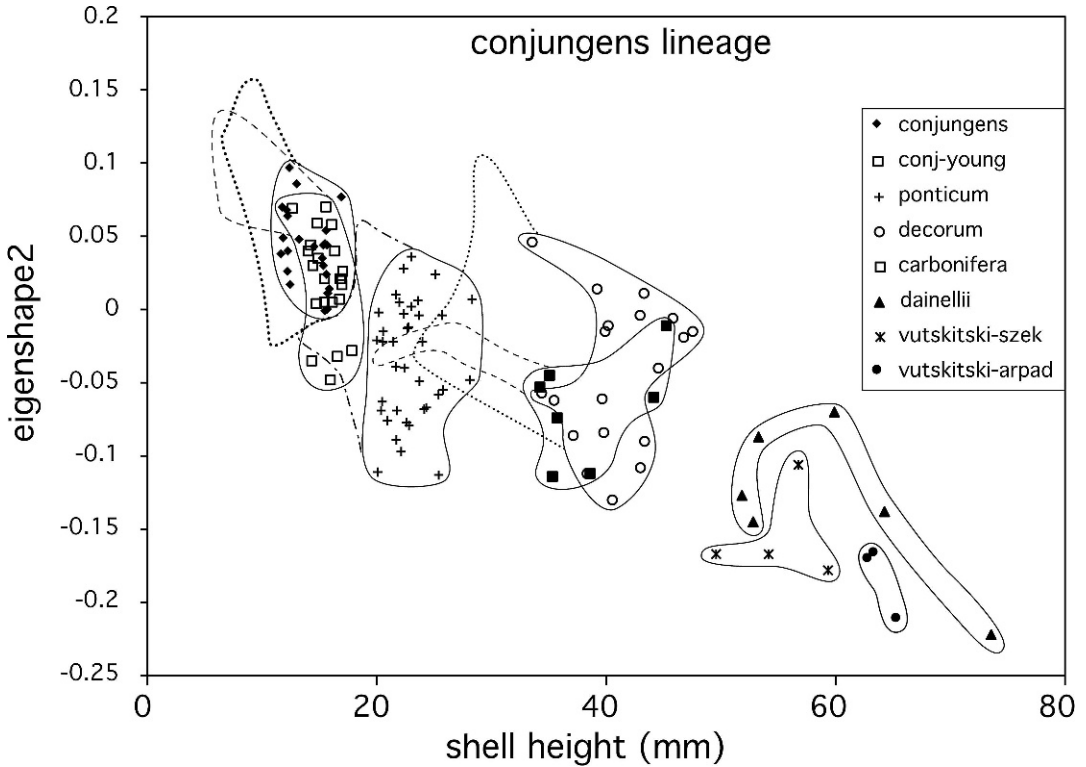 conjungens lineage
0.2
0.15
0.1
0.05
0
-0.05
-0.1
-0.15
-0.2
-0.25
eigenshape2
0 20 40 60 80
shell height (mm)
conjungens
conj-young
ponticum
decorum
carbonifera
dainellii
vutskitski-szek
vutskitski-arpad